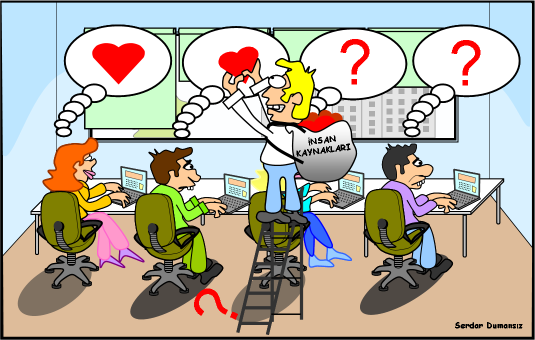 ? ?
İNSAN
KAYNAKLARI
?
Serdar Dumansız